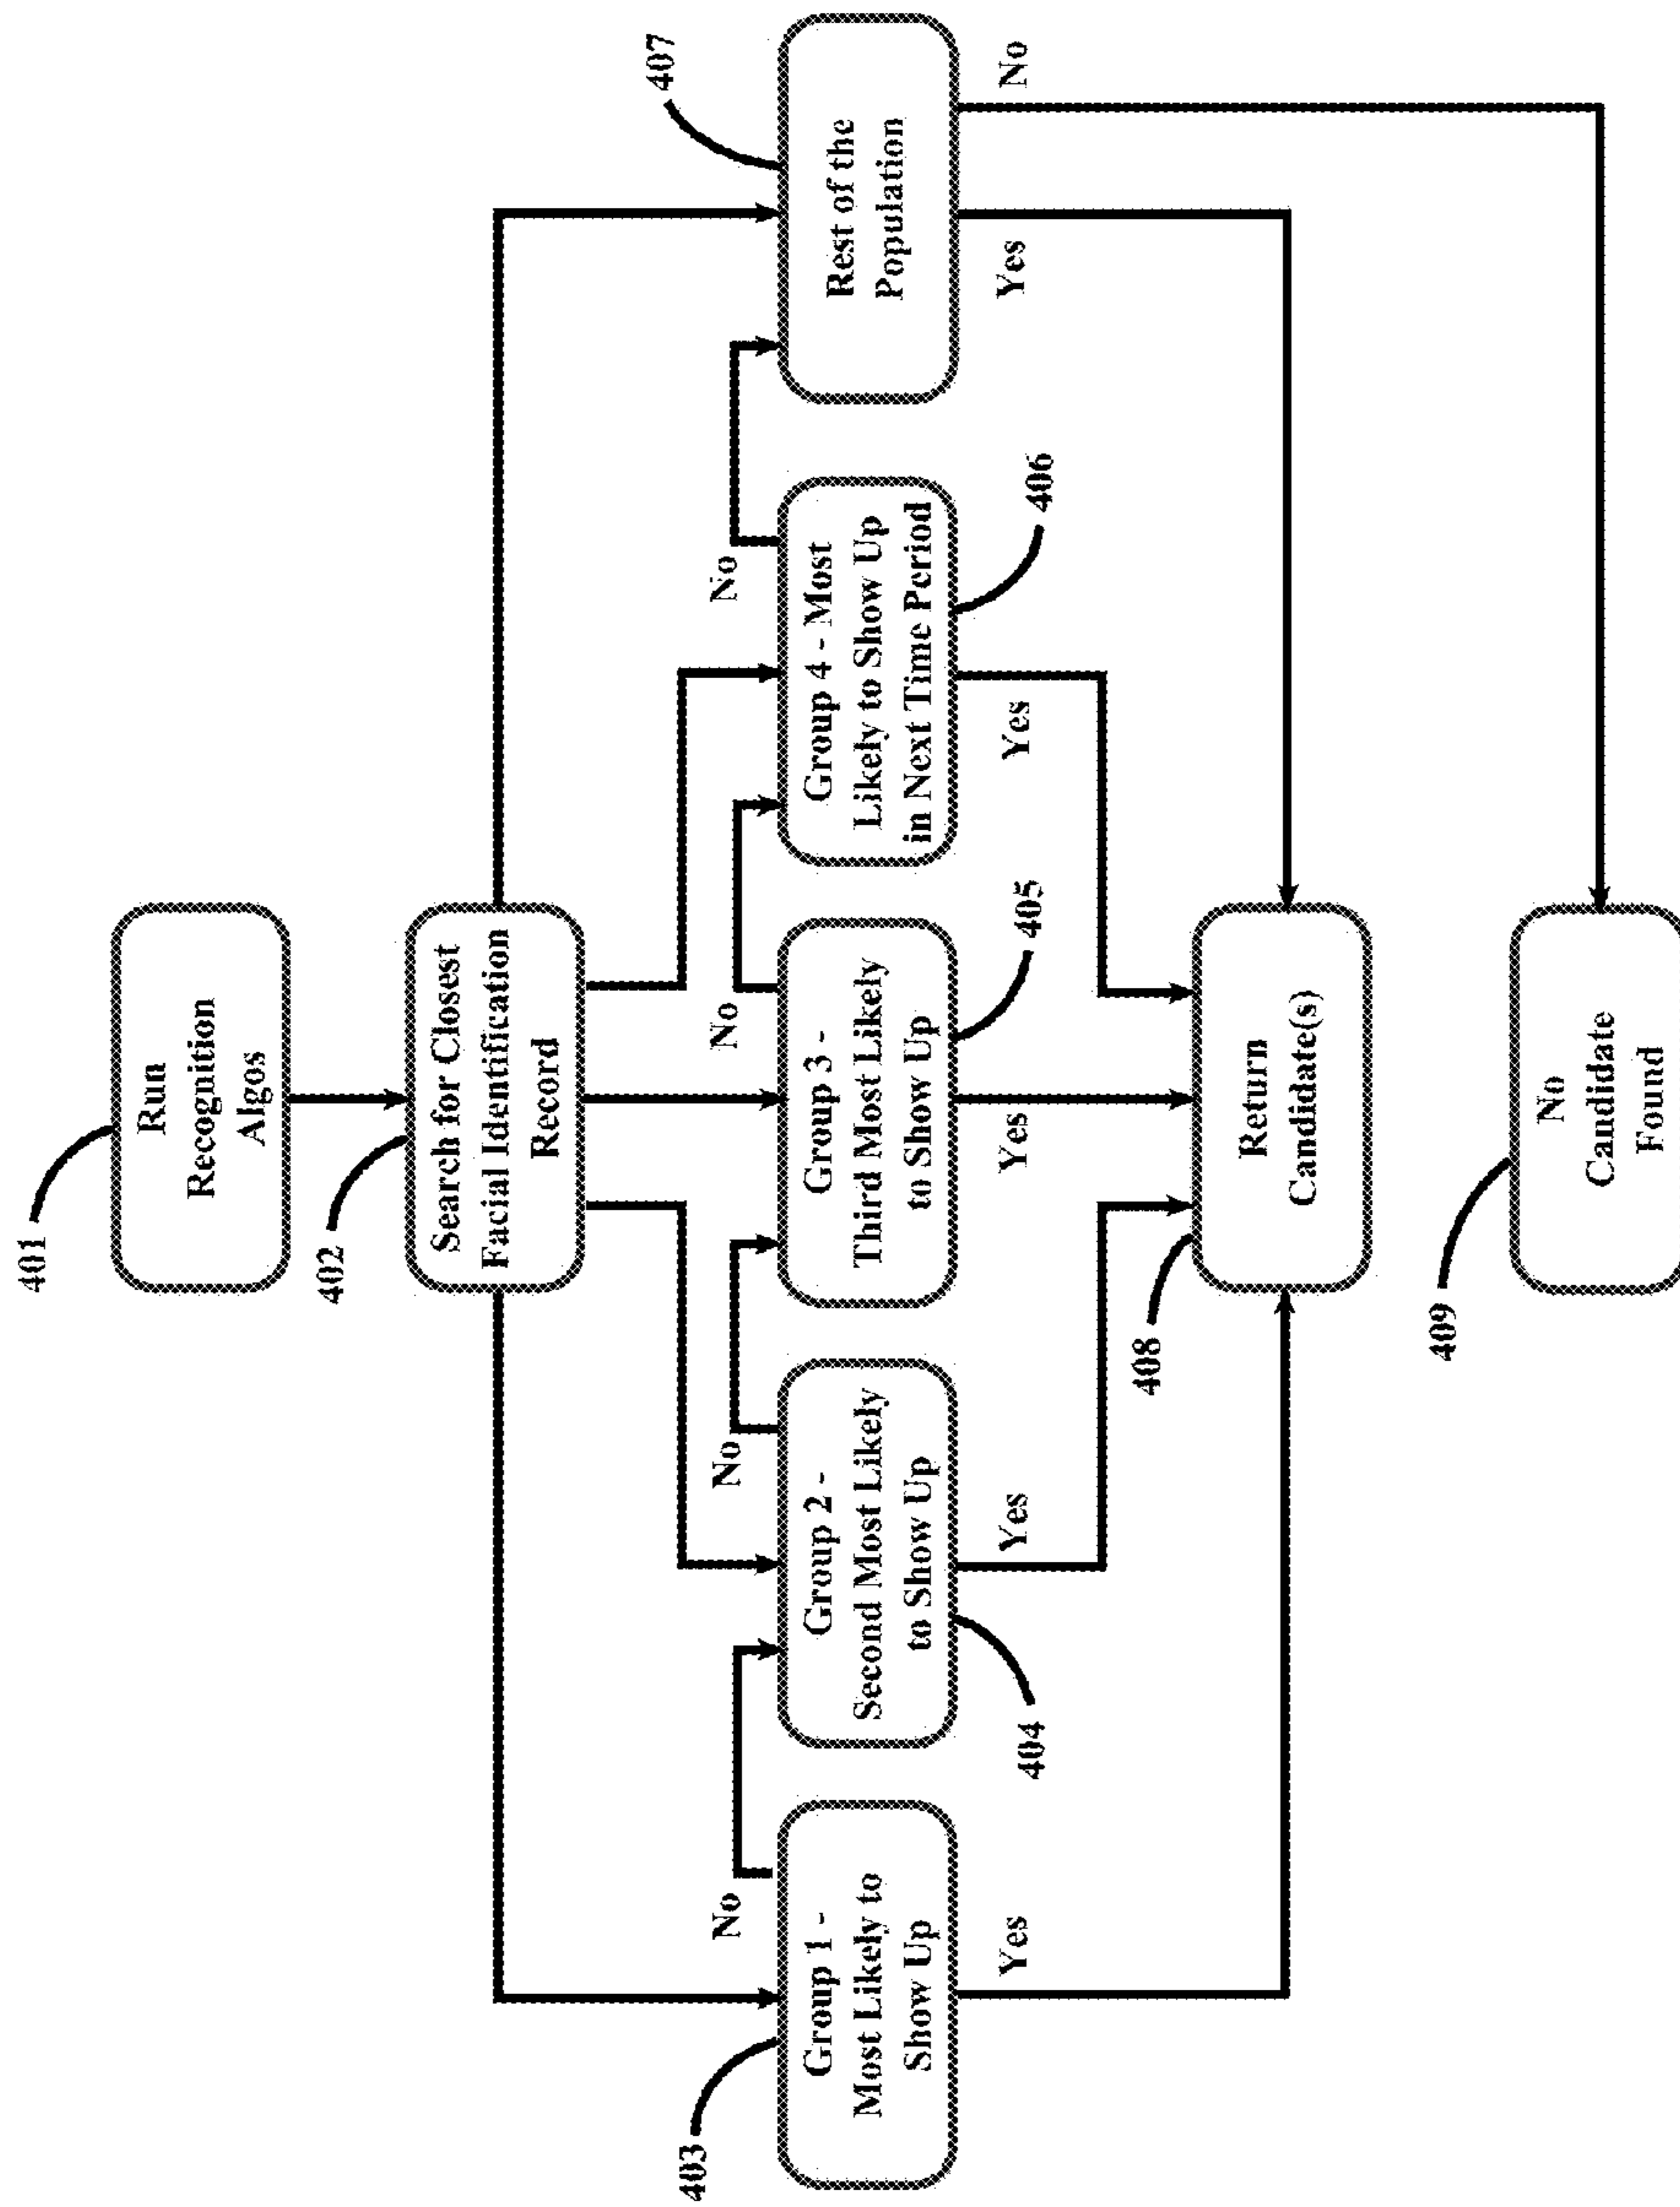 401
Run
Recognition
Algos
402
Search for Closest
Facial Identification
Record
403
Group 1 -
Most Likely to
Show Up
No
Yes
404
Group 2 -
Second Most Likely
to Show Up
No
Yes
405
Group 3 -
Third Most Likely
to Show Up
No
Yes
406
Group 4 - Most
Likely to Show Up
in Next Time Period
No
Yes
407
Rest of the
Population
Yes
No
408
Return
Candidate(s)
409
No
Candidate
Found